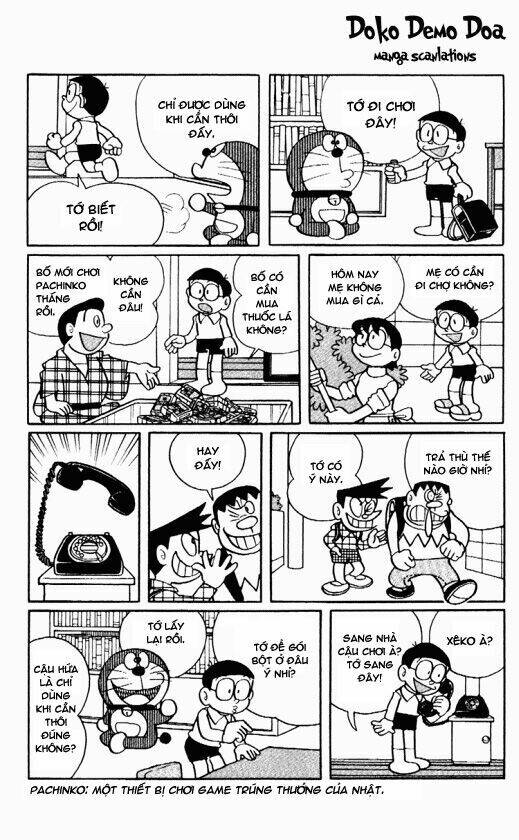 Doko Demo Doa
MANGA SCANLATIONS
TỚ ĐI CHƠI
ĐÂY!
CHỈ ĐƯỢC DÙNG
KHI CẦN THÔI
ĐẤY.
TỚ BIẾT
RỒI!
MẸ CÓ CẦN
ĐI CHỢ KHÔNG?
HÔM NAY
MẸ KHÔNG
MUA GÌ CẢ.
BỐ CÓ
CẦN MUA
THUỐC LÁ
KHÔNG?
KHÔNG
CẦN ĐÂU!
BỐ MỚI CHƠI
PACHINKO
THẮNG
RỒI.
TRẢ THÙ THẾ
NÀO GIỜ NHỈ?
TỚ CÓ
Ý NÀY.
HAY
ĐẤY!
XÊKO À?
SANG NHÀ
CẬU CHƠI À?
TỚ SANG
ĐÂY!
TỚ ĐỂ GÓI
BỘT Ở ĐÂU
Ý NHỈ?
TỚ LẤY
LẠI RỒI.
CẬU HỨA
LÀ CHỈ
DÙNG KHI
CẦN THÔI
ĐÚNG
KHÔNG?
PACHINKO: MỘT THIẾT BỊ CHƠI GAME TRÚNG THƯỞNG CỦA NHẬT.